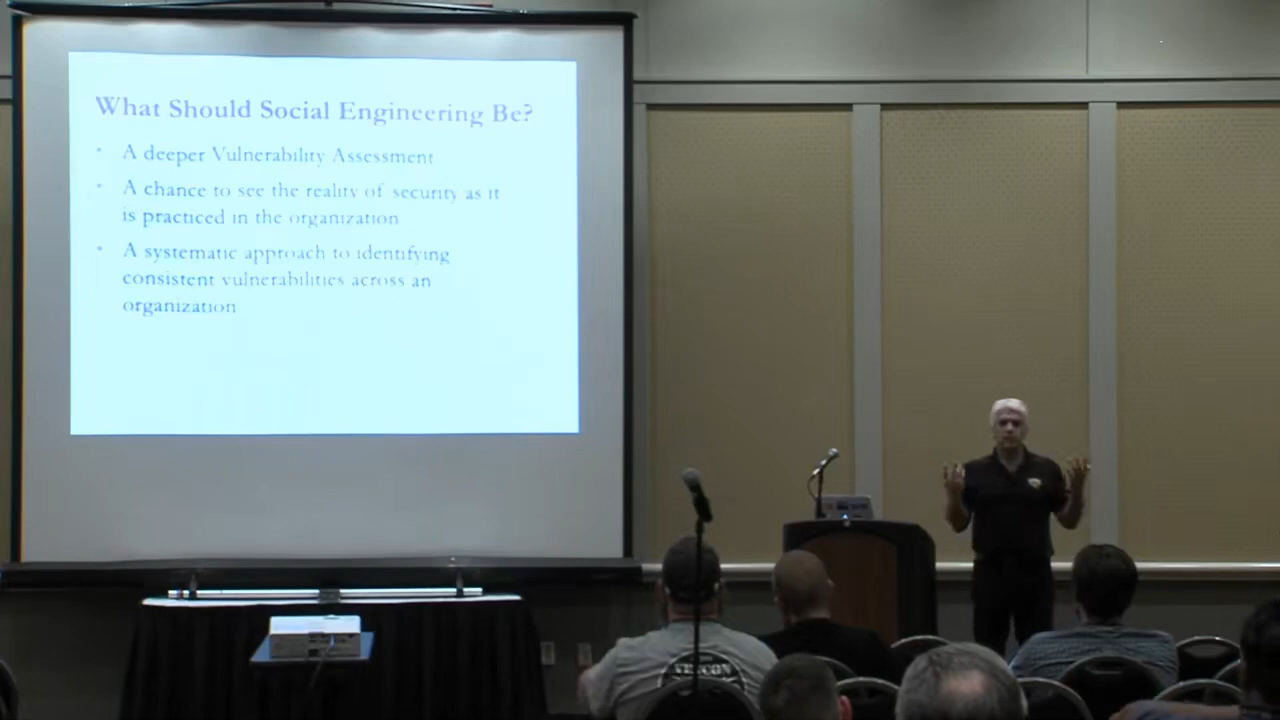 What Should Social Engineering Be?
• A deeper Vulnerability Assessment
• A chance to see the reality of security as it
is practiced in the organization
• A systematic approach to identifying
consistent vulnerabilities across an
organization